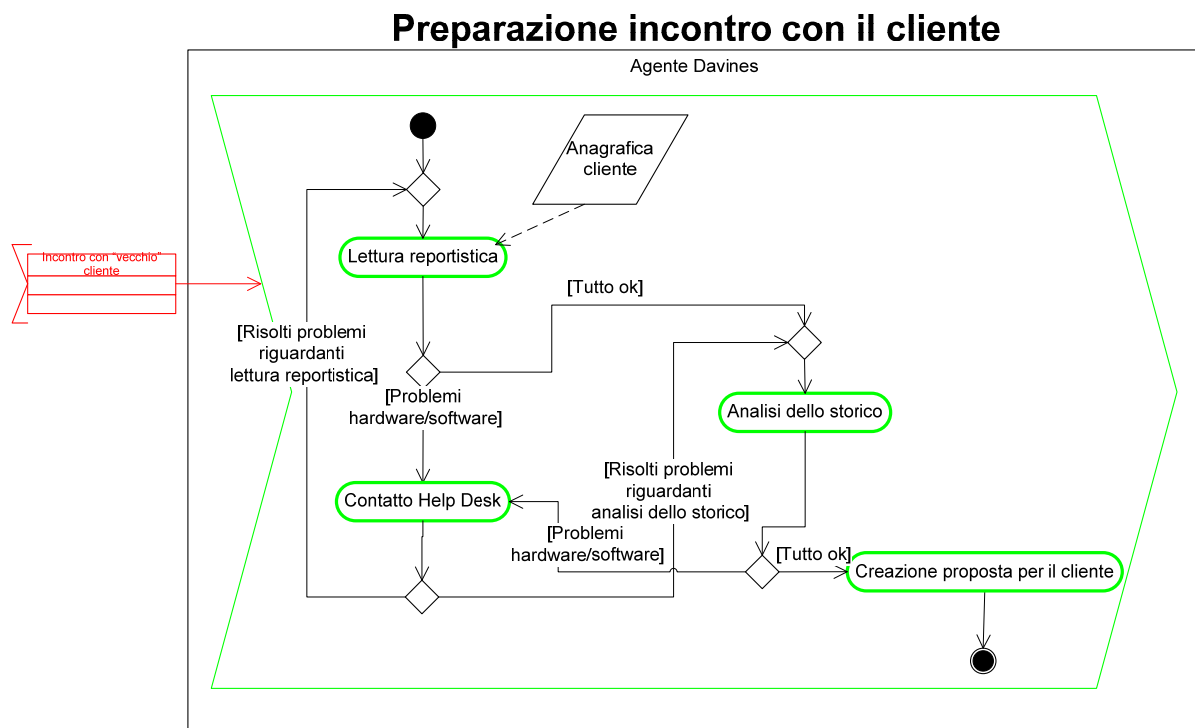 Preparazione incontro con il cliente
Agente Davines
Anagrafica
cliente
Lettura reportistica
Incontro con "vecchio"
cliente
[Tutto ok]
[Risolti problemi
riguardanti
lettura reportistica]
[Problemi
hardware/software]
Analisi dello storico
[Risolti problemi
riguardanti
analisi dello storico]
Contatto Help Desk
[Problemi
hardware/software]
[Tutto ok]
Creazione proposta per il cliente